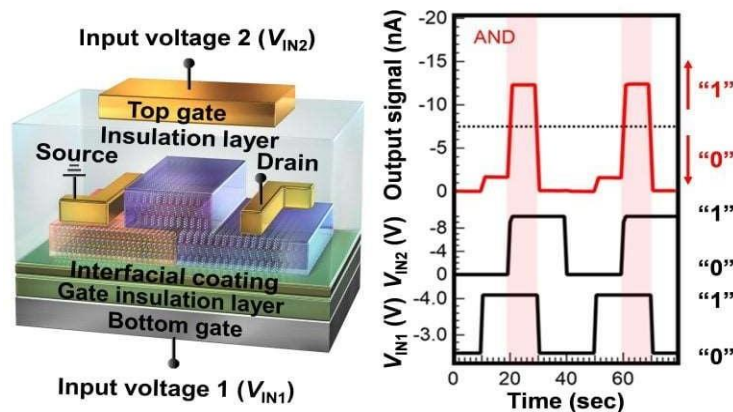 Input voltage 2 (VIN2)
Top gate
Insulation layer
Source
Drain
Interfacial coating
Gate insulation layer
Bottom gate
Input voltage 1 (VIN1)
AND
Output signal (nA)
-20
-15
-10
-5
0
“1”
“0”
VIN2 (V)
-8
-4
0
“1”
“0”
VIN1 (V)
-4.0
-3.0
“1”
“0”
0 20 40 60
Time (sec)